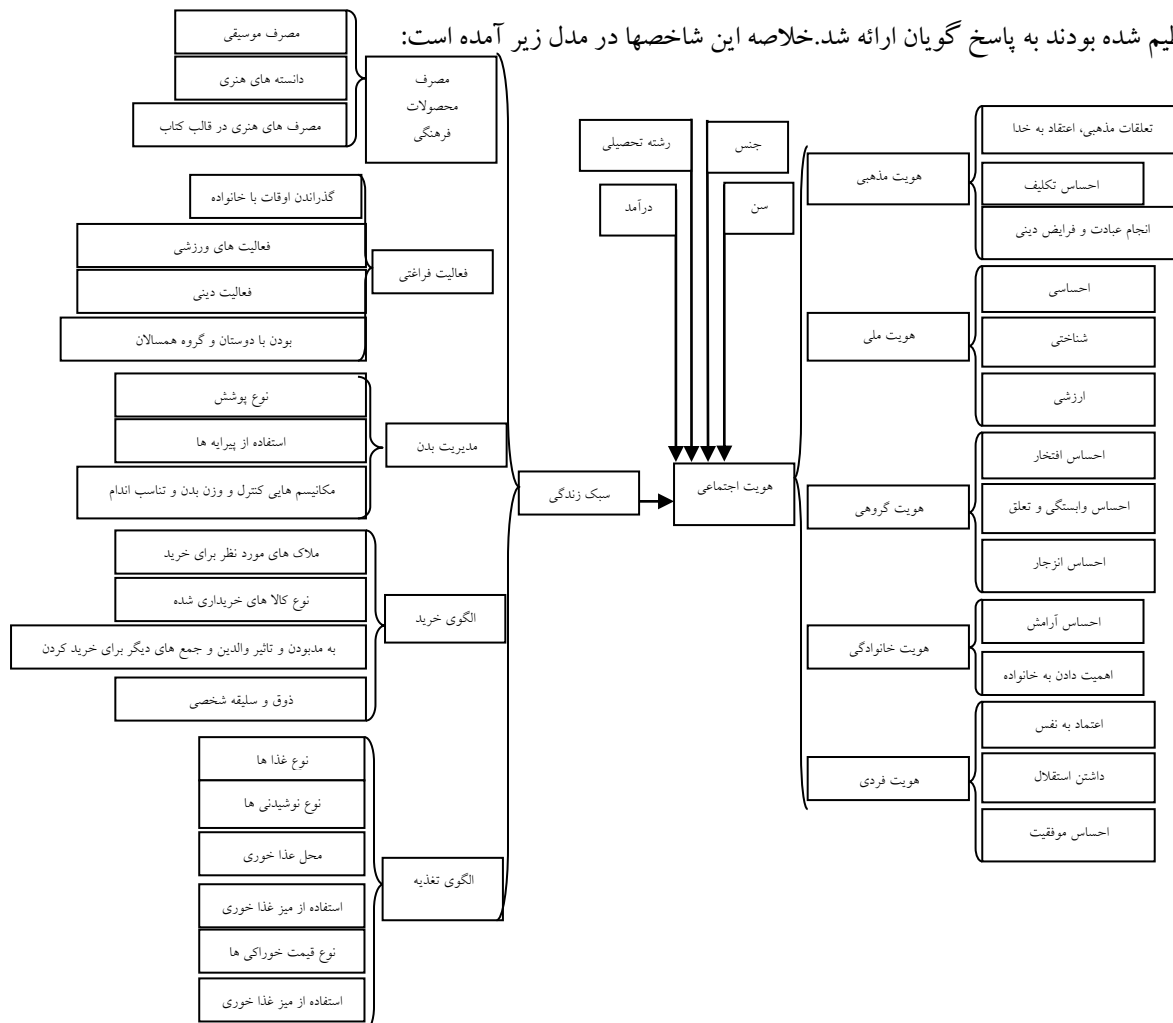 ظیم شده بودند به پاسخ گویان ارائه شد.خلاصه این شاخصها در مدل زیر آمده است:
تعلقات مذهبی، اعتقاد به خدا
احساس تکلیف
انجام عبادت و فرایض دینی
هویت مذهبی
احساسی
شناختی
ارزشی
هویت ملی
احساس افتخار
احساس وابستگی و تعلق
احساس انزجار
هویت گروهی
احساس آرامش
اهمیت دادن به خانواده
هویت خانوادگی
اعتماد به نفس
داشتن استقلال
احساس موفقیت
هویت فردی
جنس
سن
رشته تحصیلی
درآمد
هویت اجتماعی
سبک زندگی
مصرف
محصولات
فرهنگی
مصرف موسیقی
دانسته های هنری
مصرف های هنری در قالب کتاب
فعالیت فراغتی
گذراندن اوقات با خانواده
فعالیت های ورزشی
فعالیت دینی
بودن با دوستان و گروه همسالان
مدیریت بدن
نوع پوشش
استفاده از پیرایه ها
مکانیسم هایی کنترل و وزن بدن و تناسب اندام
الگوی خرید
ملاک های مورد نظر برای خرید
نوع کالا های خریداری شده
به مدبودن و تاثیر والدین و جمع های دیگر برای خرید کردن
ذوق و سلیقه شخصی
الگوی تغذیه
نوع غذا ها
نوع نوشیدنی ها
محل عذا خوری
استفاده از میز غذا خوری
نوع قیمت خوراکی ها
استفاده از میز غذا خوری